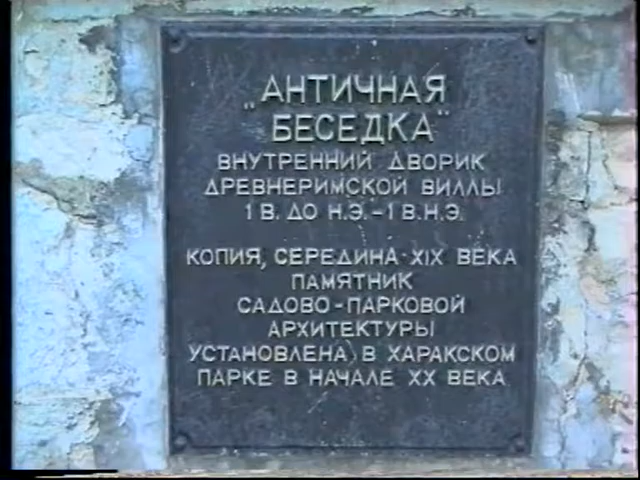 „АНТИЧНАЯ
БЕСЕДКА"
ВНУТРЕННИЙ ДВОРИК
ДРЕВНЕРИМСКОЙ ВИЛЛЫ
1 В. ДО Н.Э.-1 В.Н.Э.
КОПИЯ, СЕРЕДИНА XIX ВЕКА
ПАМЯТНИК
САДОВО-ПАРКОВОЙ
АРХИТЕКТУРЫ
УСТАНОВЛЕНА В ХАРАКСКОМ
ПАРКЕ В НАЧАЛЕ XX ВЕКА